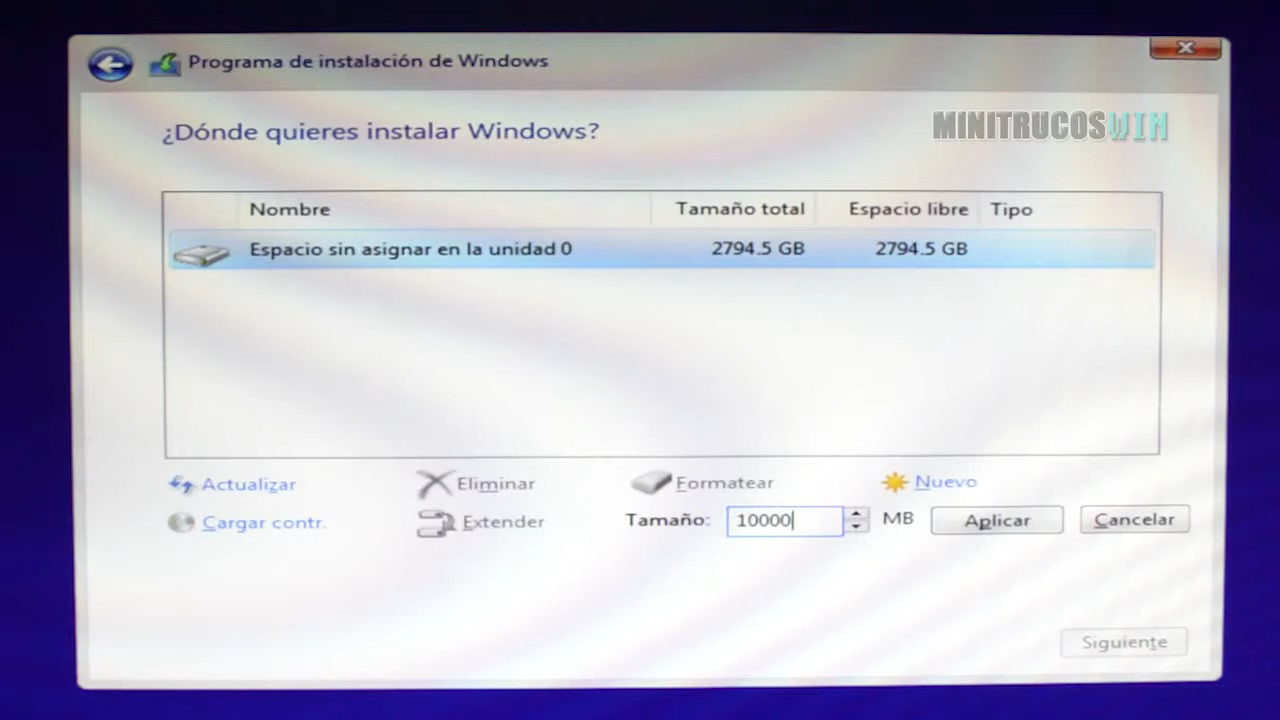 Programa de instalación de Windows
¿Dónde quieres instalar Windows?
MINITRUCOSWIN
Nombre Tamaño total Espacio libre Tipo
Espacio sin asignar en la unidad 0 2794.5 GB 2794.5 GB
Actualizar Eliminar Formatear Nuevo
Cargar contr. Extender Tamaño: 10000 MB Aplicar Cancelar
Siguiente